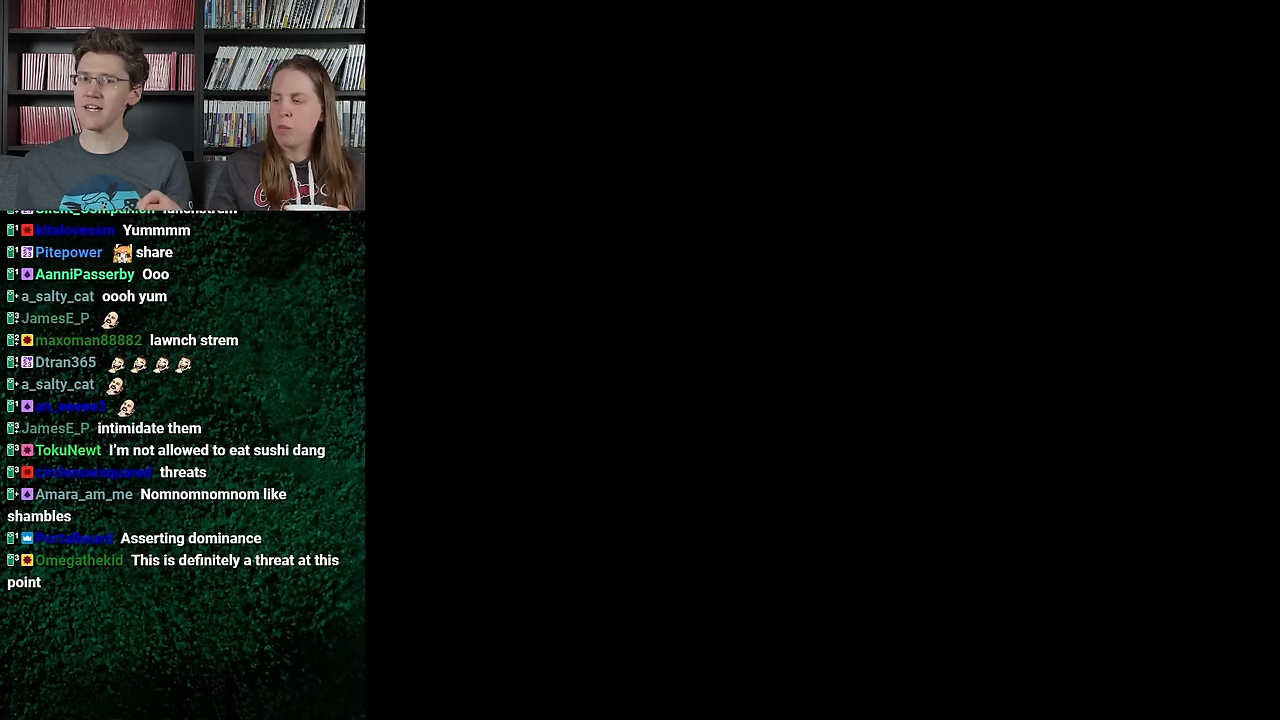 kitalovessm Yummmm
Pitepower share
AanniPasserby Ooo
a_salty_cat oooh yum
JamesE_P
maxoman88882 lawnch strem
Dtran365
a_salty_cat
JamesE_P intimidate them
TokuNewt I'm not allowed to eat sushi dang
threats
Amara_am_me Nomnomnomnom like
shambles
Portalbeard Asserting dominance
Omegathekid This is definitely a threat at this
point